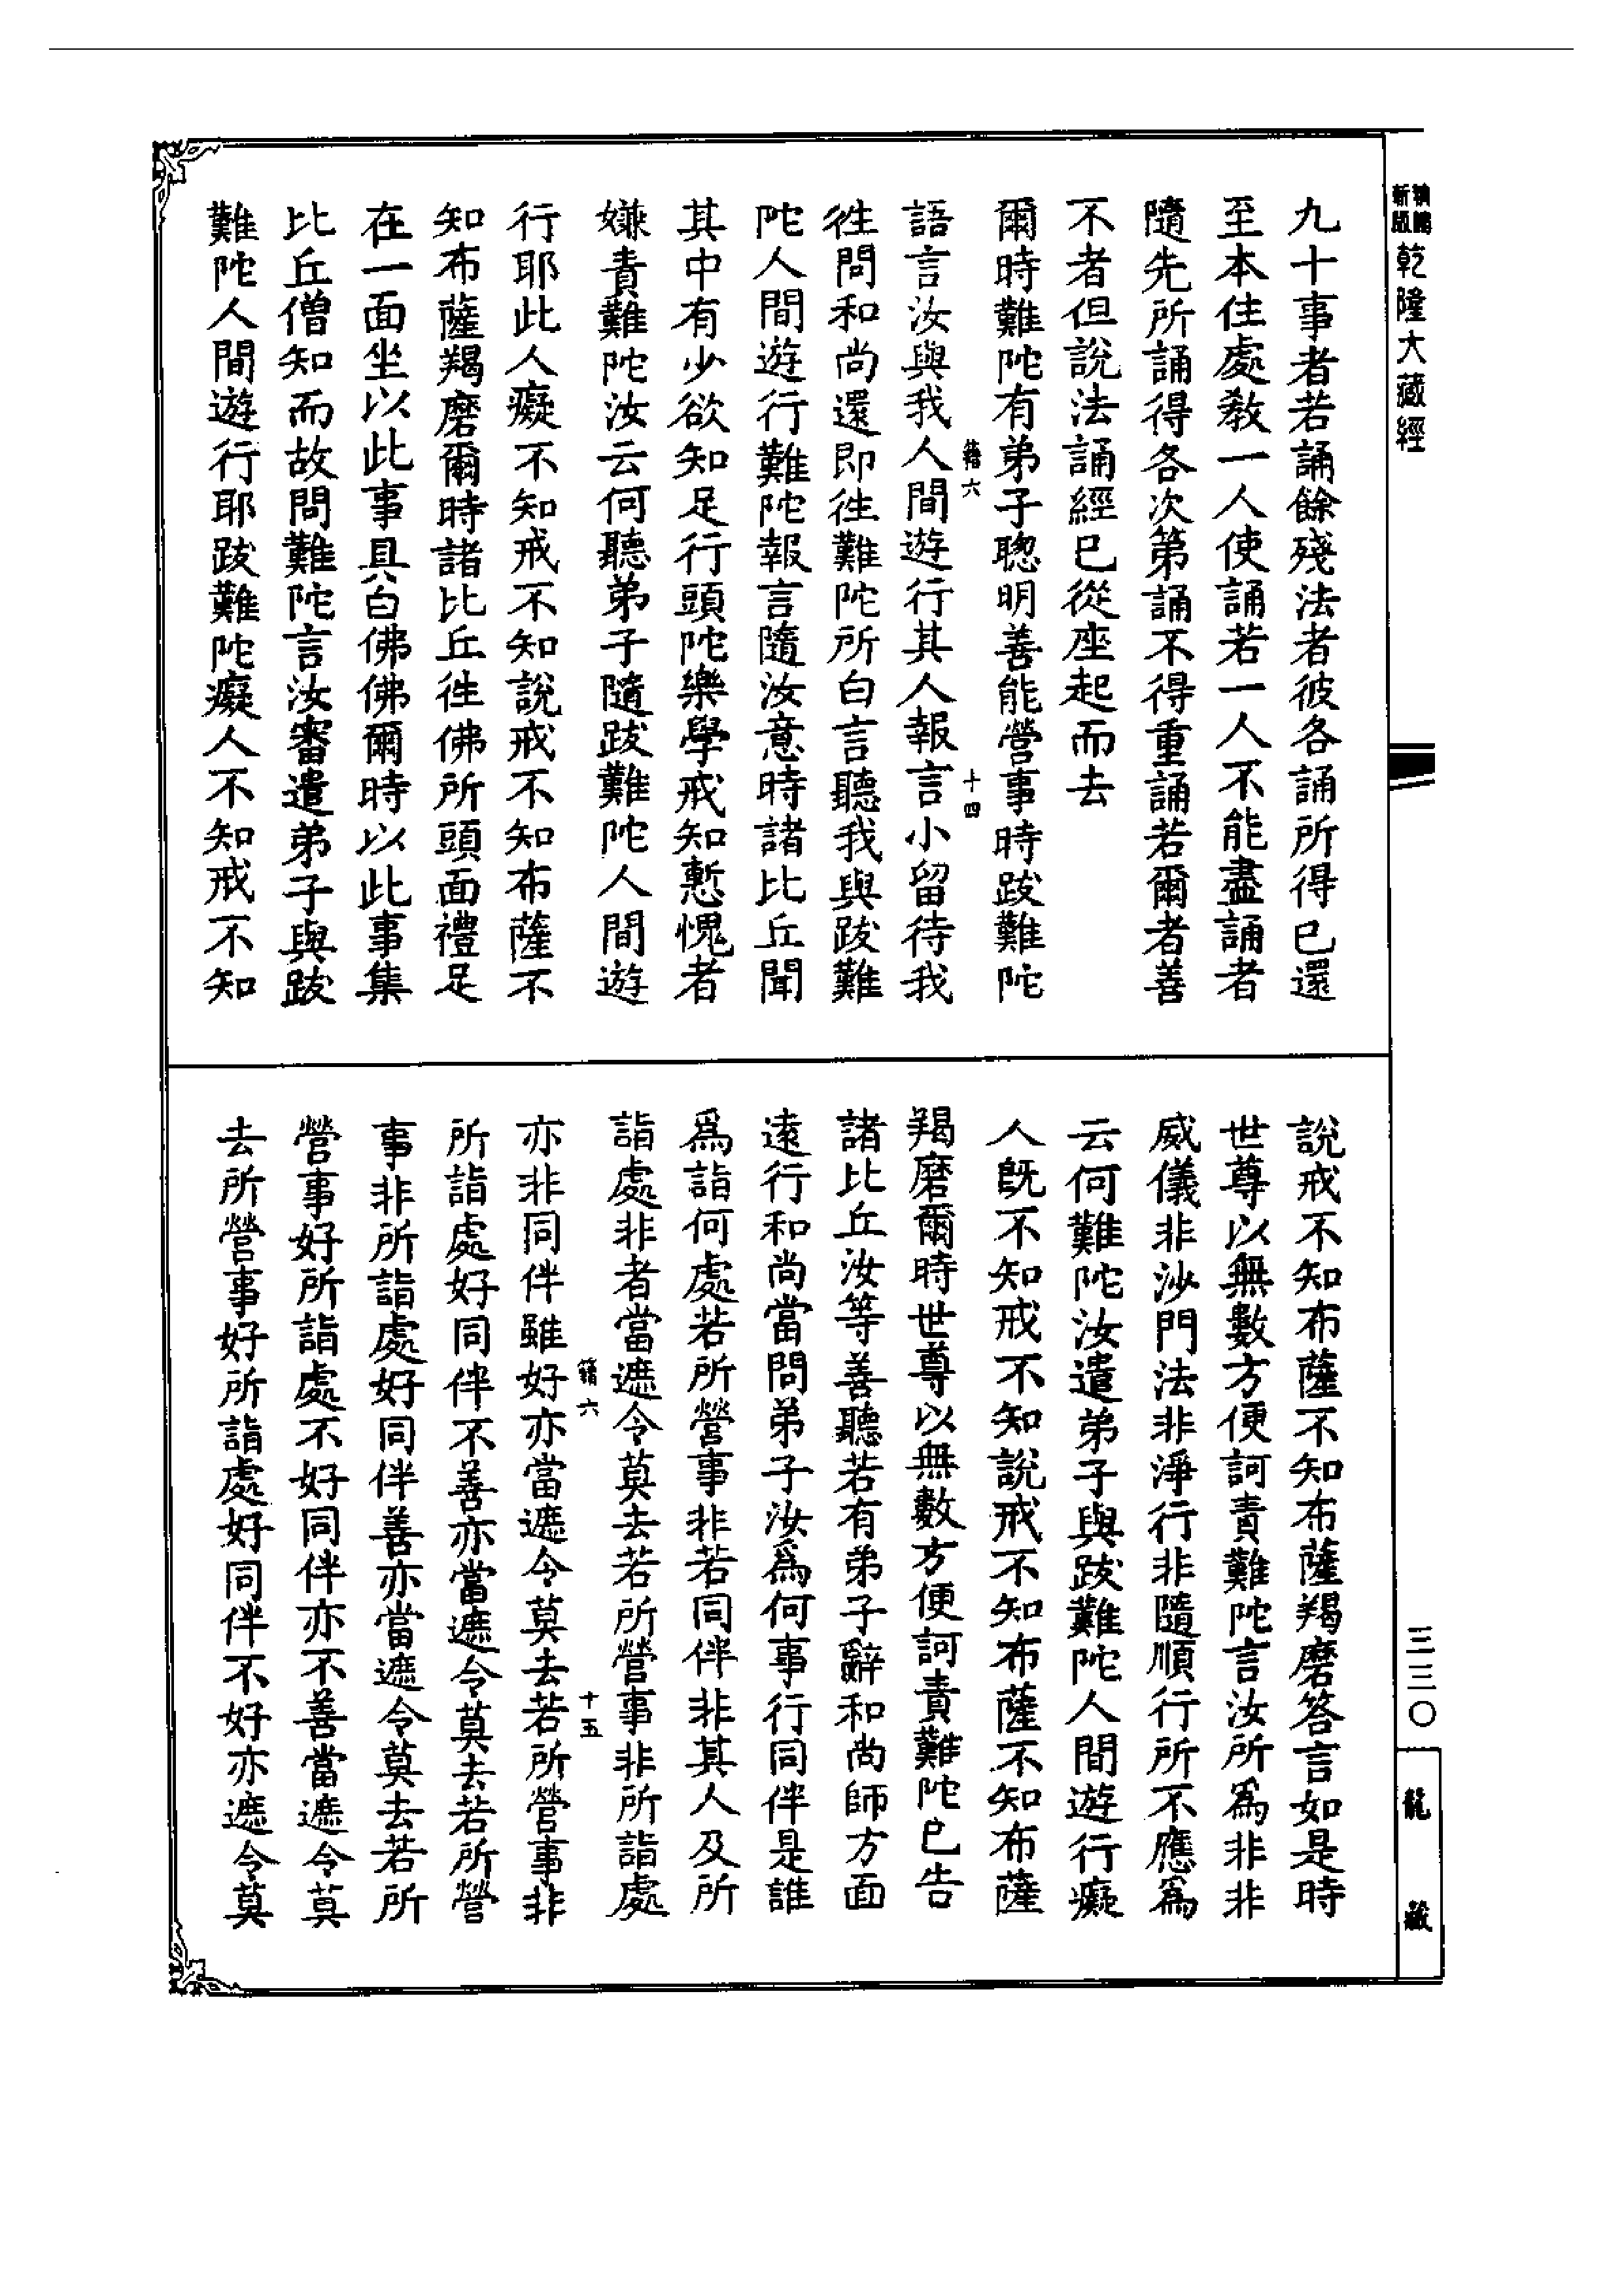 新版
乾隆大藏經
九十事者若誦餘殘法者彼各誦所得已還
至本住處教一人使誦若一人不能盡誦者
隨先所誦得各次第誦不得重誦若爾者善
不者但說法誦經已從座起而去
爾時難陀有弟子聰明善能營事時跋難陀
籍六
十四
語言汝與我人間遊行其人報言小留待我
徃問和尚還即徃難陀所白言聽我與跋難
陀人間遊行難陀報言隨汝意時諸比丘聞
其中有少欲知足行頭陀樂學戒知慙愧者
嫌責難陀汝云何聽弟子隨跋難陀人間遊
行耶此人癡不知戒不知說戒不知布薩不
知布薩羯磨爾時諸比丘徃佛所頭面禮足
在一面坐以此事具白佛佛爾時以此事集
比丘僧知而故問難陀言汝審遣弟子與跋
難陀人間遊行耶跋難陀癡人不知戒不知
說戒不知布薩不知布薩羯磨答言如是時
世尊以無數方便訶責難陀言汝所為非非
威儀非沙門法非淨行非隨順行所不應為
云何難陀汝遣弟子與跋難陀人間遊行癡
人既不知戒不知說戒不知布薩不知布薩
羯磨爾時世尊以無數方便訶責難陀已告
諸比丘汝等善聽若有弟子辭和尚師方面
遠行和尚當問弟子汝為何事行同伴是誰
為詣何處若所營事非若同伴非其人及所
詣處非者當遮令莫去若所營事非所詣處
籍六
十五
亦非同伴雖好亦當遮令莫去若所營事非
所詣處好同伴不善亦當遮令莫去若所營
事非所詣處好同伴善亦當遮令莫去若所
營事好所詣處不好同伴亦不善當遮令莫
去所營事好所詣處好同伴不好亦遮令莫
三三〇
龍藏